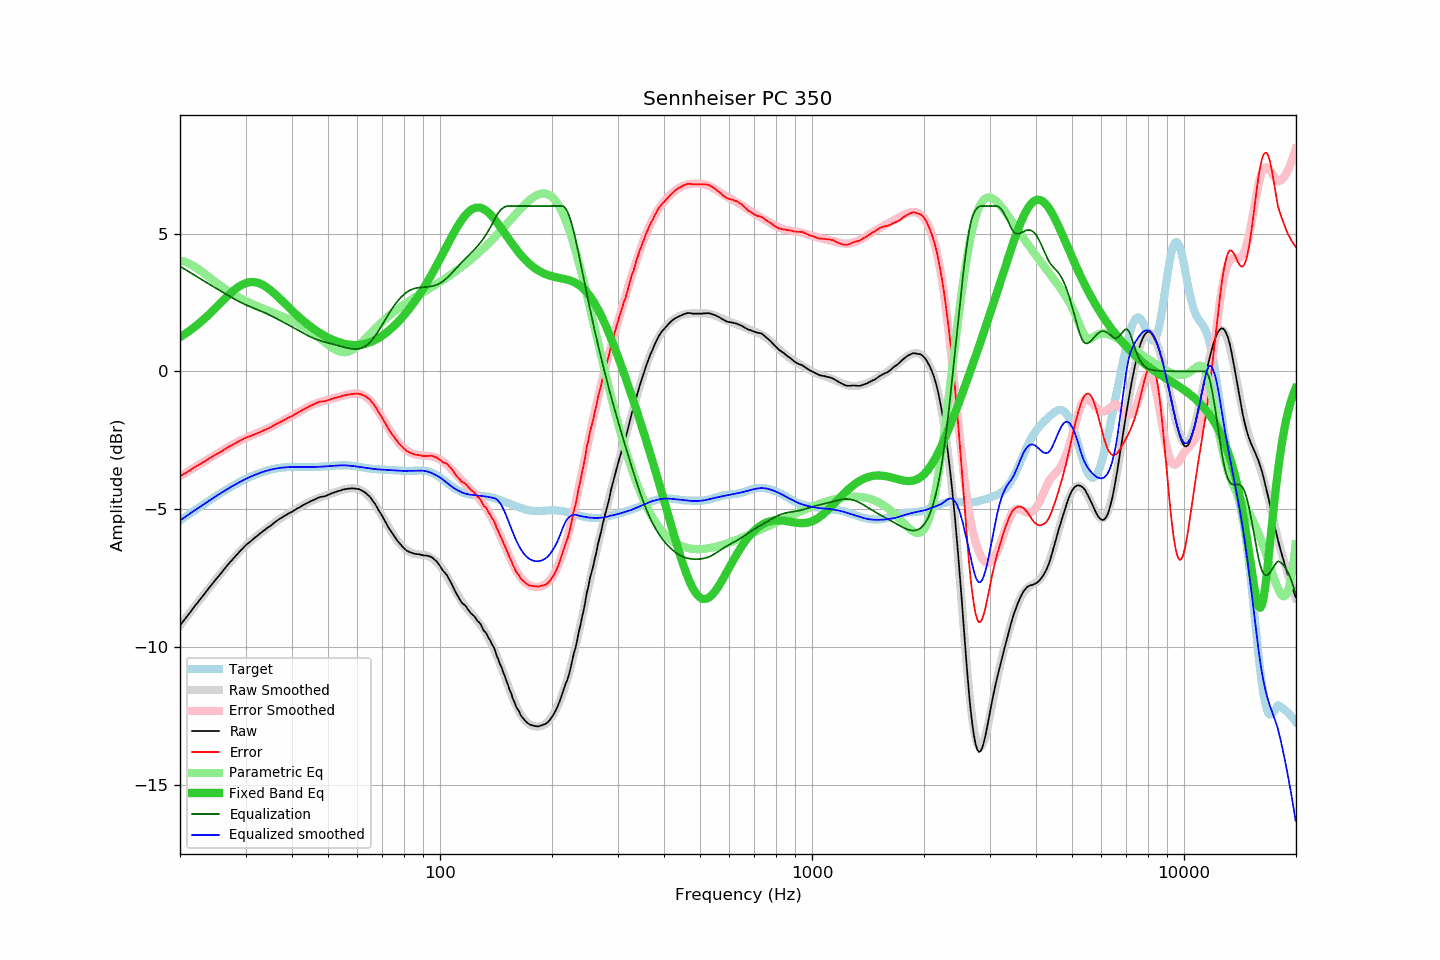 Sennheiser PC 350
Amplitude (dBr)
5
0
−5
−10
−15
Target
Raw Smoothed
Error Smoothed
Raw
Error
Parametric Eq
Fixed Band Eq
Equalization
Equalized smoothed
100
1000
10000
Frequency (Hz)